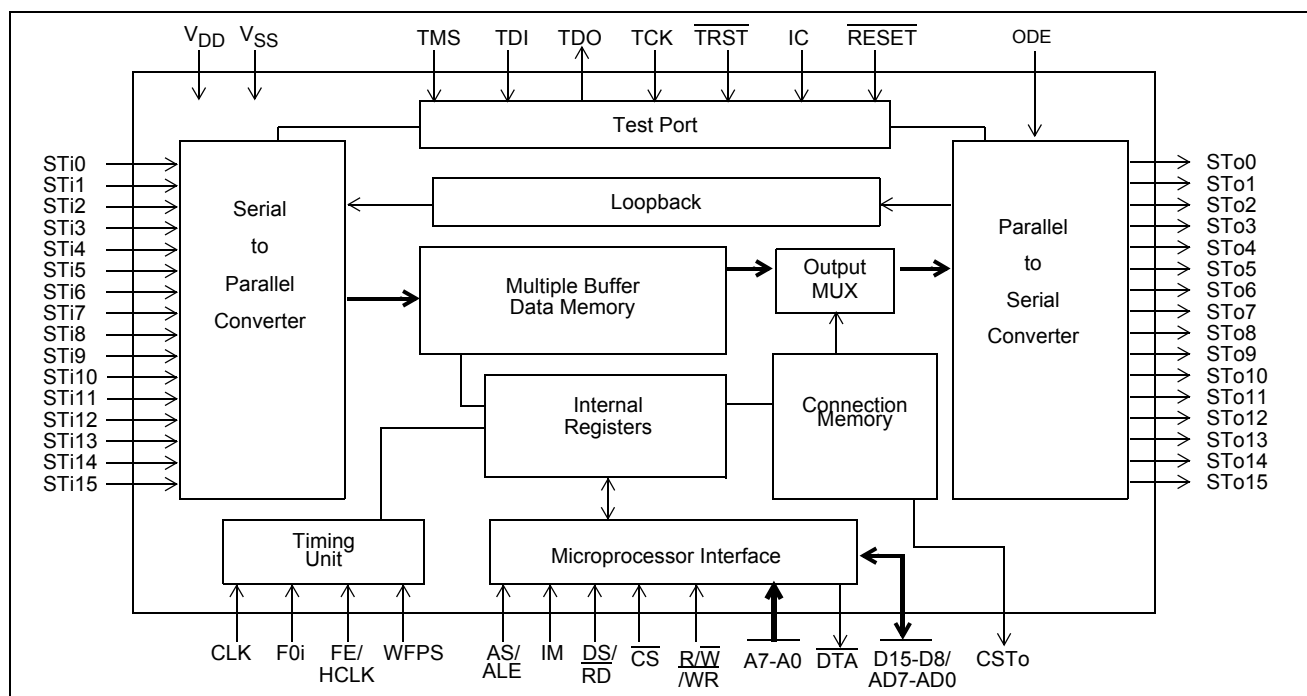 VDD VSS TMS TDI TDO TCK TRST IC RESET ODE
Test Port
STi0
STi1
STi2
STi3
STi4
STi5
STi6
STi7
STi8
STi9
STi10
STi11
STi12
STi13
STi14
STi15
Serial
to
Parallel
Converter
Loopback
Multiple Buffer
Data Memory
Output
MUX
Internal
Registers
Connection
Memory
Parallel
to
Serial
Converter
STo0
STo1
STo2
STo3
STo4
STo5
STo6
STo7
STo8
STo9
STo10
STo11
STo12
STo13
STo14
STo15
Timing
Unit
Microprocessor Interface
CLK
F0i
FE/
HCLK
WFPS
AS/
ALE
IM
DS/
RD
CS
R/W
/WR
A7-A0
DTA
D15-D8/
AD7-AD0
CSTo